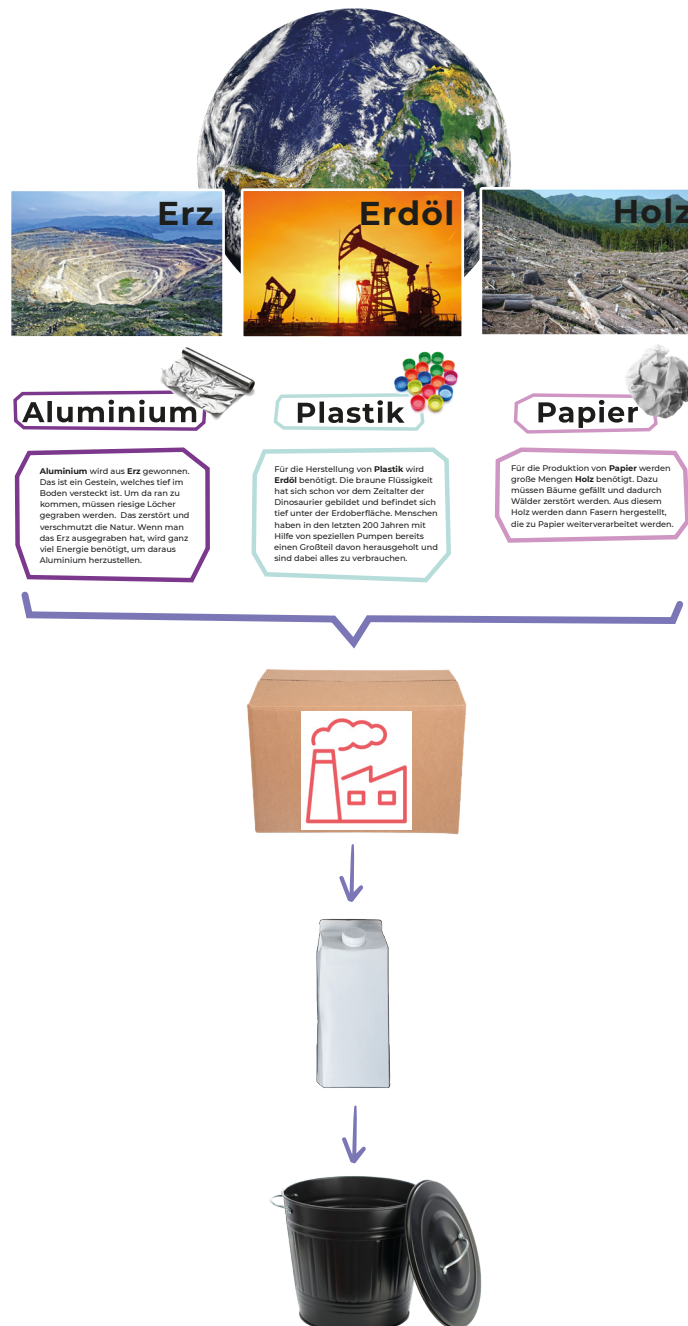 Erz
Erdöl
Holz
Aluminium
Plastik
Papier
Aluminium wird aus Erz gewonnen.
Das ist ein Gestein, welches tief im
Boden versteckt ist. Um da ran zu
kommen, müssen riesige Löcher
gegraben werden. Das zerstört und
verschmutzt die Natur. Wenn man
das Erz ausgegraben hat, wird ganz
viel Energie benötigt, um daraus
Aluminium herzustellen.
Für die Herstellung von Plastik wird
Erdöl benötigt. Die braune Flüssigkeit
hat sich schon vor dem Zeitalter der
Dinosaurier gebildet und befindet sich
tief unter der Erdoberfläche. Menschen
haben in den letzten 200 Jahren mit
Hilfe von speziellen Pumpen bereits
einen Großteil davon herausgeholt und
sind dabei alles zu verbrauchen.
Für die Produktion von Papier werden
große Mengen Holz benötigt. Dazu
müssen Bäume gefällt und dadurch
Wälder zerstört werden. Aus diesem
Holz werden dann Fasern hergestellt,
die zu Papier weiterverarbeitet werden.